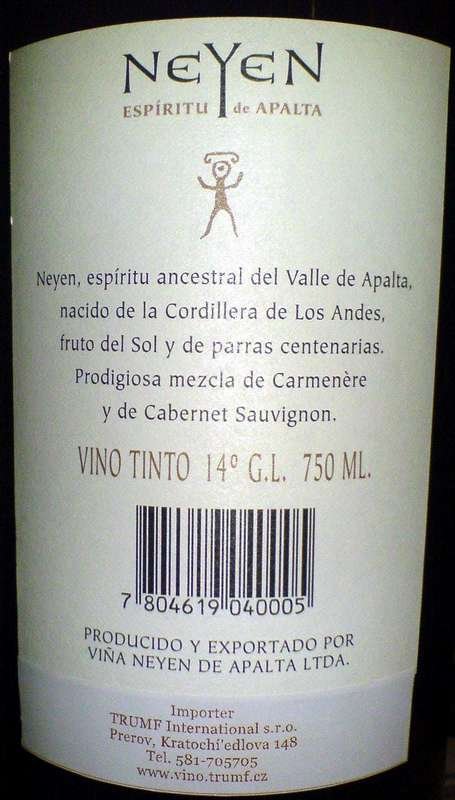 NEYEN
ESPÍRITU de APALTA
Neyen, espíritu ancestral del Valle de Apalta,
nacido de la Cordillera de Los Andes,
fruto del Sol y de parras centenarias.
Prodigiosa mezcla de Carmenère
y de Cabernet Sauvignon.
VINO TINTO 14º G.L. 750 ML.
7 804619 040005
PRODUCIDO Y EXPORTADO POR
VIÑA NEYEN DE APALTA LTDA.
Importer
TRUMF International s.r.o.
Prerov, Kratochi'edlova 148
Tel. 581-705705
www.vino.trumf.cz